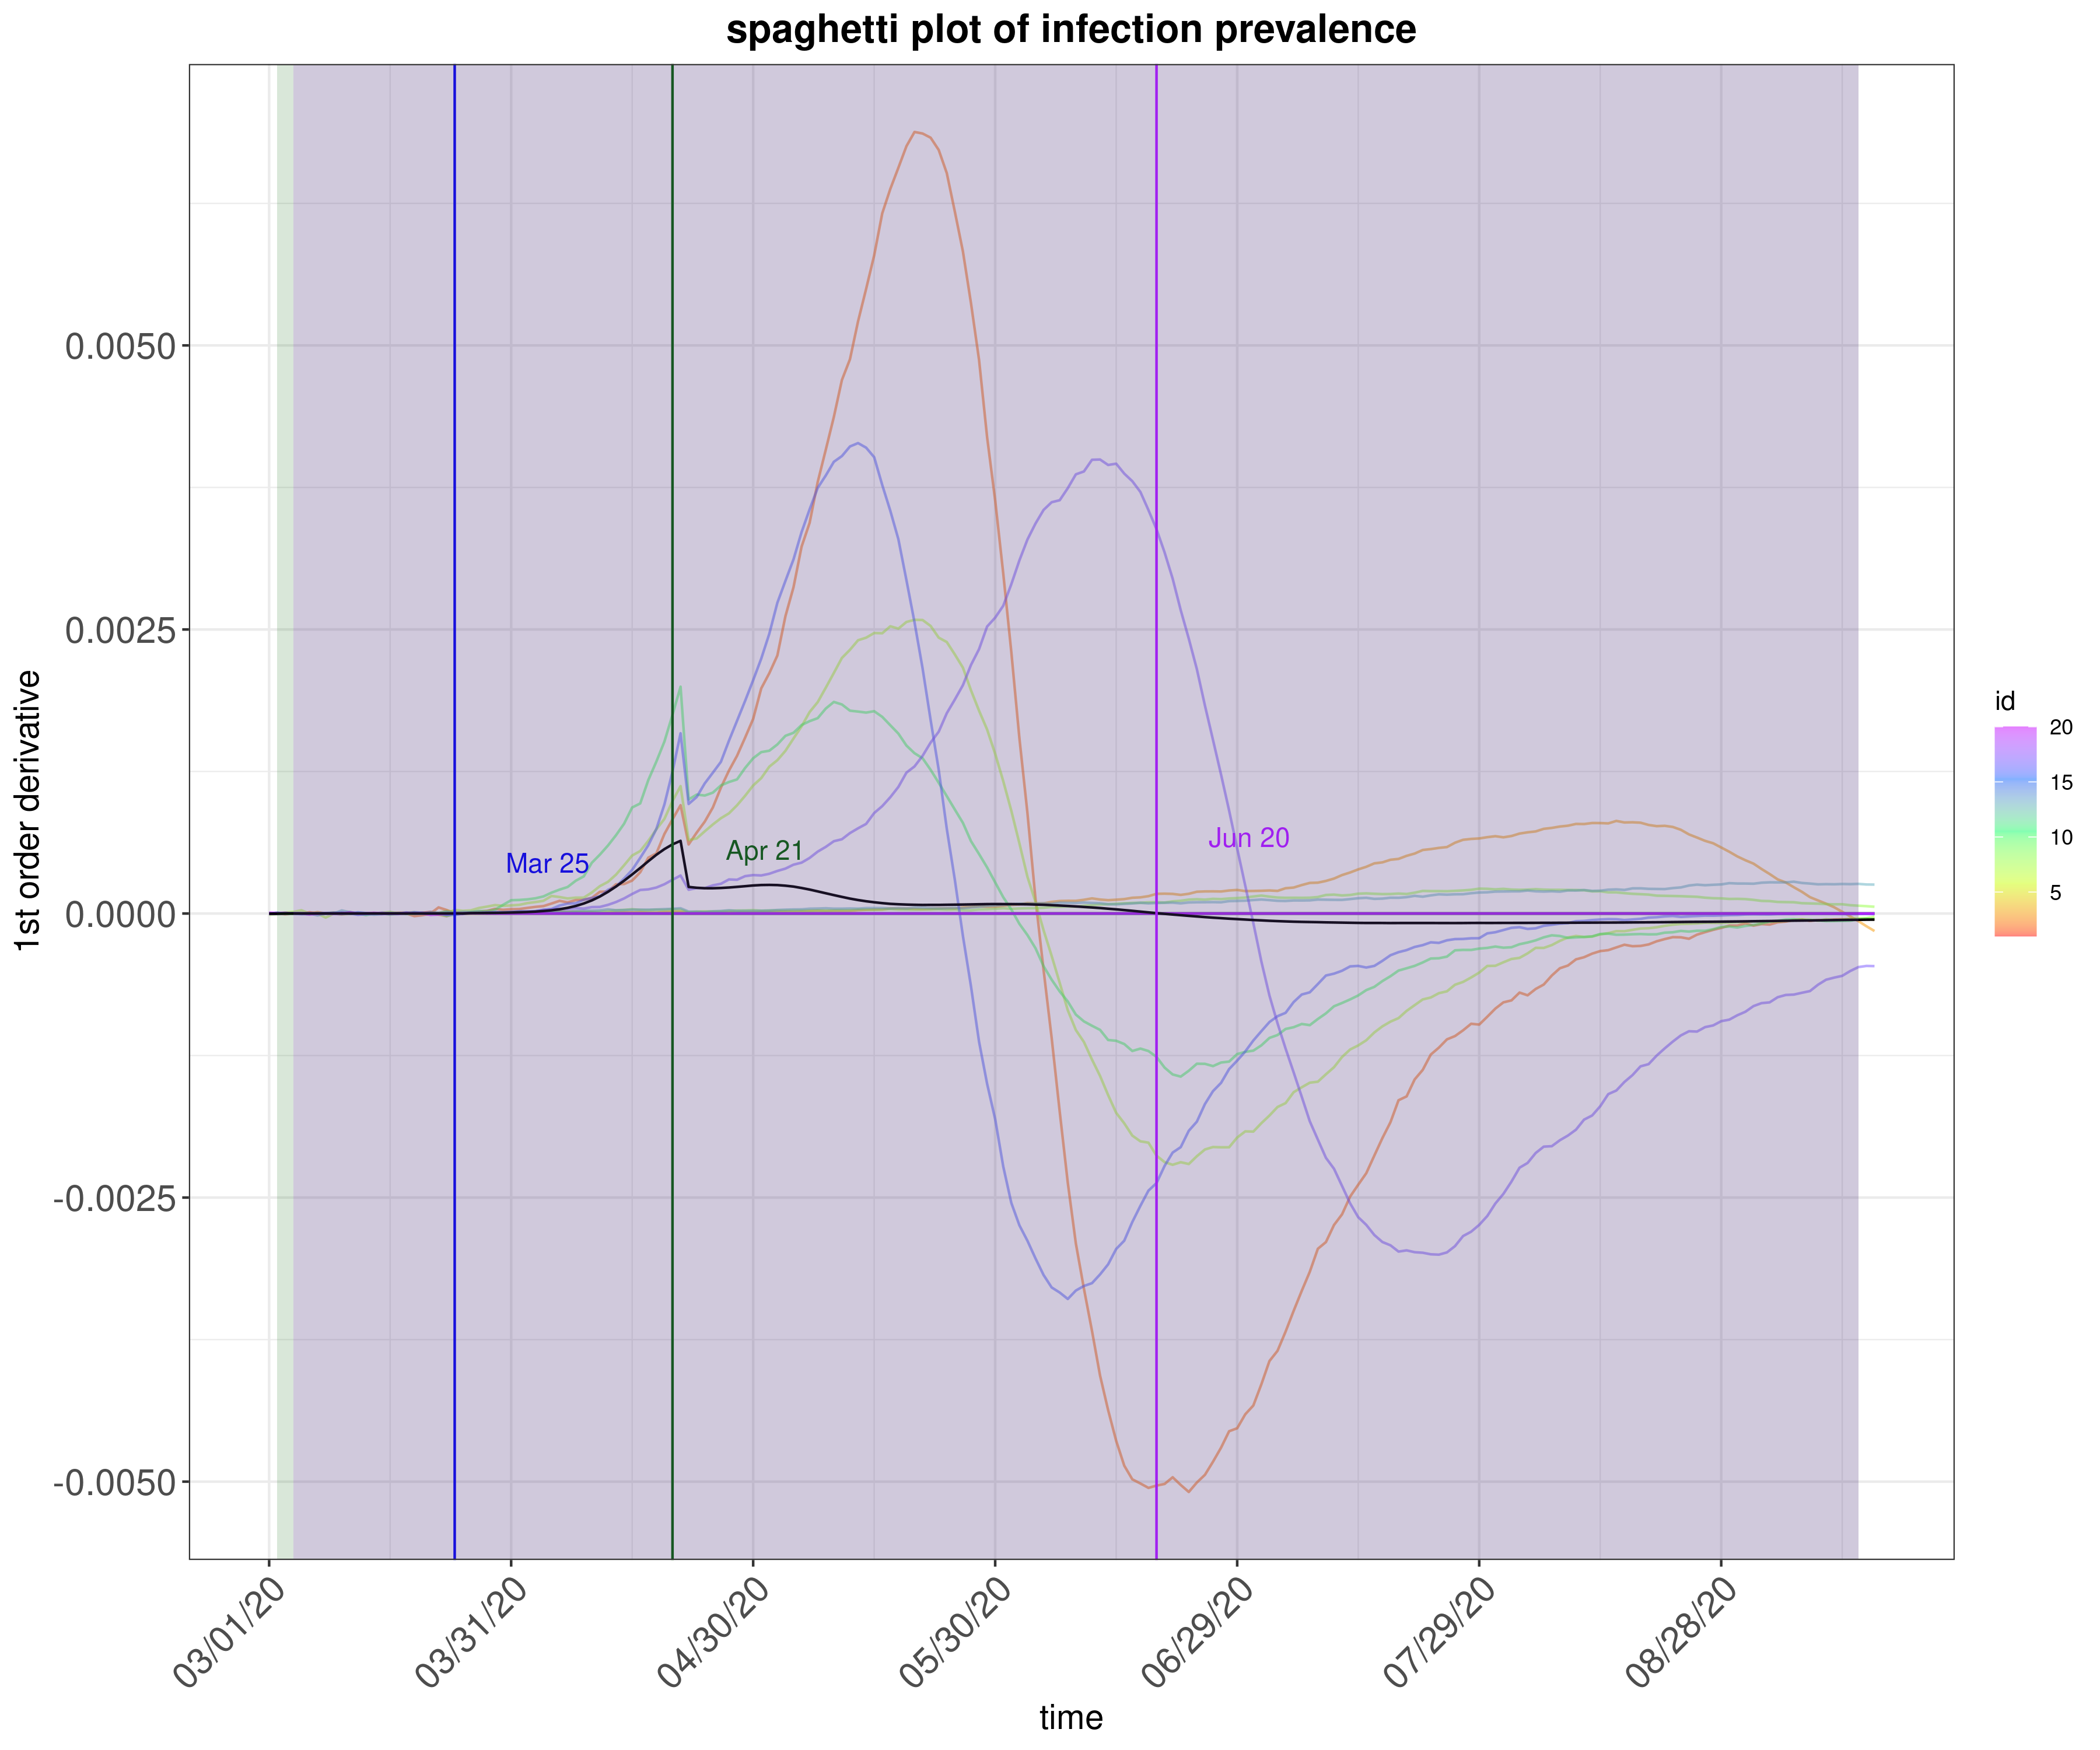 spaghetti plot of infection prevalence
1st order derivative
0.0050
0.0025
0.0000
-0.0025
-0.0050
Mar 25
Apr 21
Jun 20
03/01/20
03/31/20
04/30/20
05/30/20
06/29/20
07/29/20
08/28/20
time
id
20
15
10
5